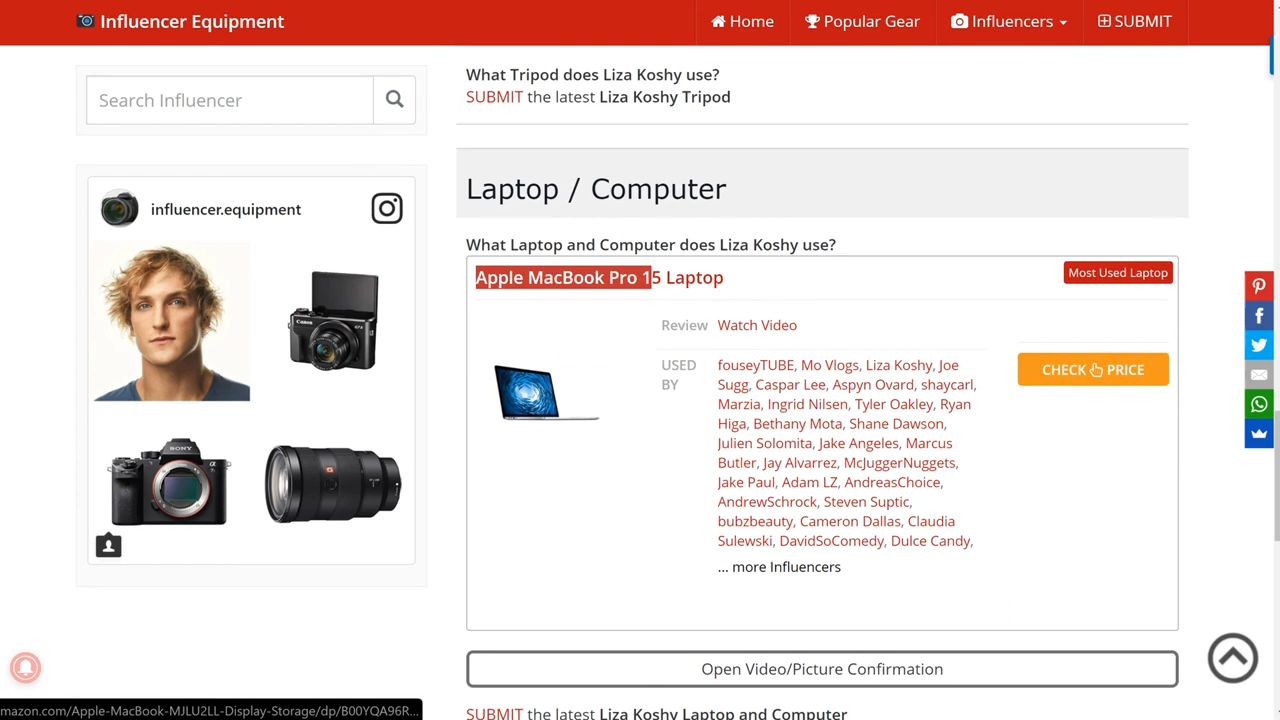 Influencer Equipment
Home
Popular Gear
Influencers
SUBMIT
Search Influencer
influencer.equipment
Canon
G7X
SONY
What Tripod does Liza Koshy use?
SUBMIT the latest Liza Koshy Tripod
Laptop / Computer
What Laptop and Computer does Liza Koshy use?
Apple MacBook Pro 15 Laptop
Most Used Laptop
Review Watch Video
USED BY
fouseyTUBE, Mo Vlogs, Liza Koshy, Joe
Sugg, Caspar Lee, Aspyn Ovard, shaycarl,
Marzia, Ingrid Nilsen, Tyler Oakley, Ryan
Higa, Bethany Mota, Shane Dawson,
Julien Solomita, Jake Angeles, Marcus
Butler, Jay Alvarrez, McJuggerNuggets,
Jake Paul, Adam LZ, AndreasChoice,
AndrewSchrock, Steven Suptic,
bubzbeauty, Cameron Dallas, Claudia
Sulewski, DavidSoComedy, Dulce Candy,
... more Influencers
CHECK PRICE
Open Video/Picture Confirmation
SUBMIT the latest Liza Koshy Laptop and Computer
mazon.com/Apple-MacBook-MJLU2LL-Display-Storage/dp/B00YQA96R...